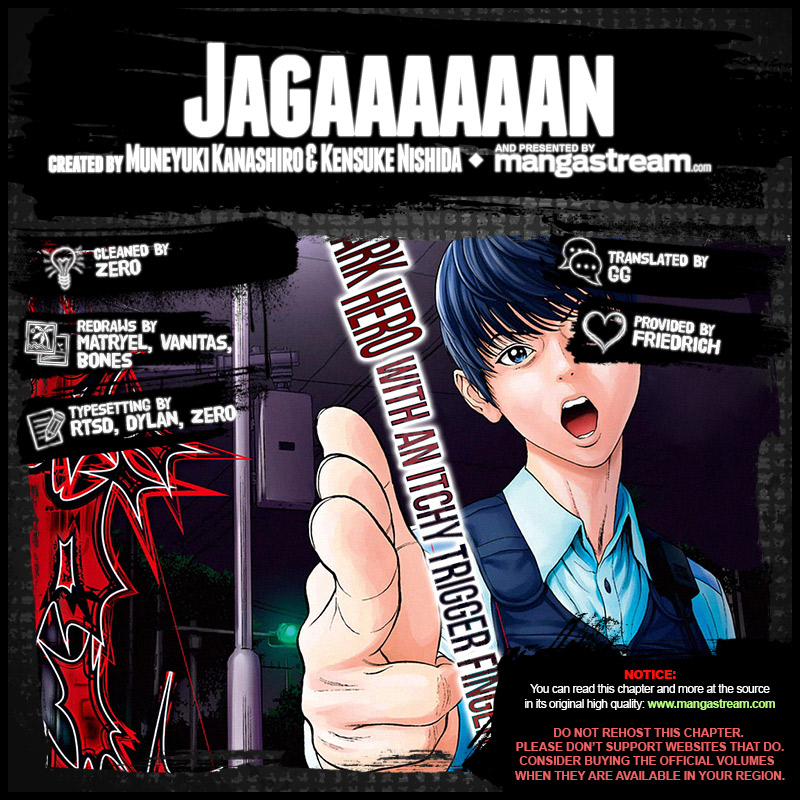 JAGAAAAAAN
CREATED BY MUNEYUKI KANASHIRO & KENSUKE NISHIDA ◆ AND PRESENTED BY mangastream.com
CLEANED BY
ZERO
REDRAWS BY
MATRYEL, VANITAS,
BONES
TYPESETTING BY
RTSD, DYLAN, ZERO
TRANSLATED BY
GG
PROVIDED BY
FRIEDRICH
HERO WITH AN ITCHY TRIGGER FINGER
NOTICE:
You can read this chapter and more at the source
in its original high quality: www.mangastream.com
DO NOT REHOST THIS CHAPTER.
PLEASE DON'T SUPPORT WEBSITES THAT DO.
CONSIDER BUYING THE OFFICIAL VOLUMES
WHEN THEY ARE AVAILABLE IN YOUR REGION.